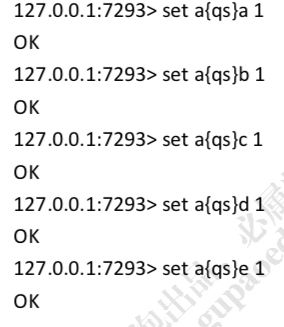 127.0.0.1:7293> set a{qs}a 1
OK
127.0.0.1:7293> set a{qs}b 1
OK
127.0.0.1:7293> set a{qs}c 1
OK
127.0.0.1:7293> set a{qs}d 1
OK
127.0.0.1:7293> set a{qs}e 1
OK